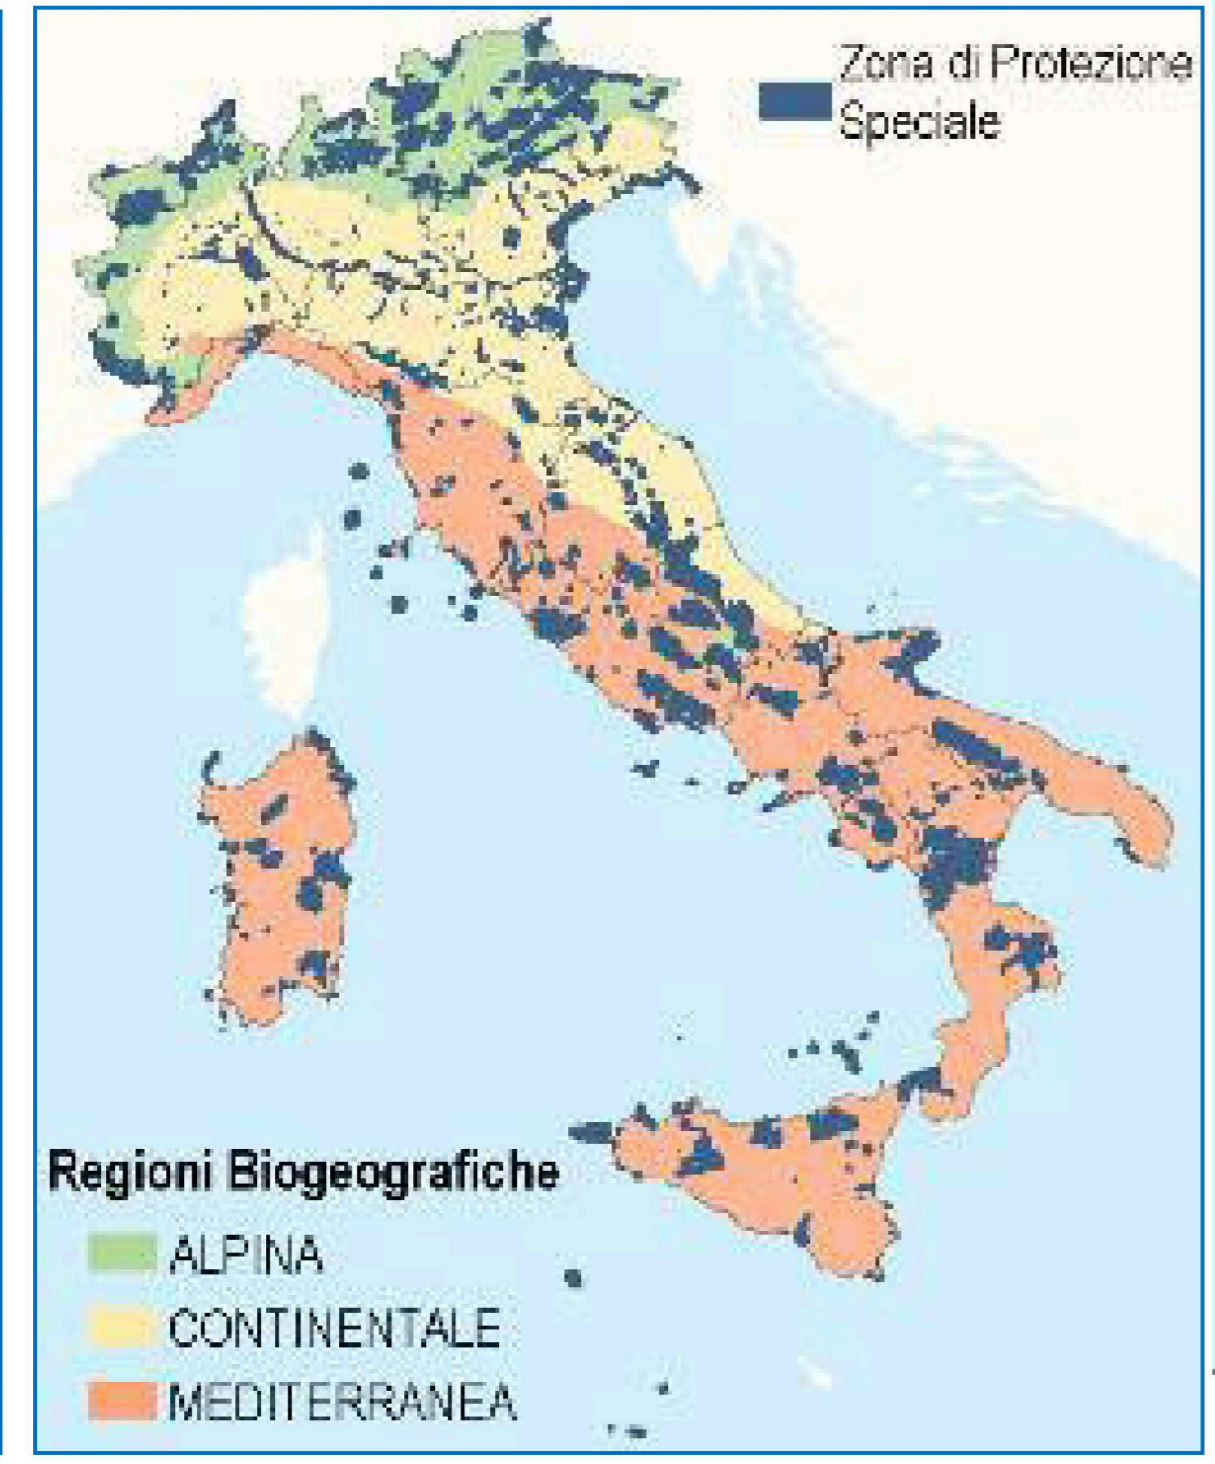 Zona di Protezione
Speciale
Regioni Biogeografiche
ALPINA
CONTINENTALE
MEDITERRANEA